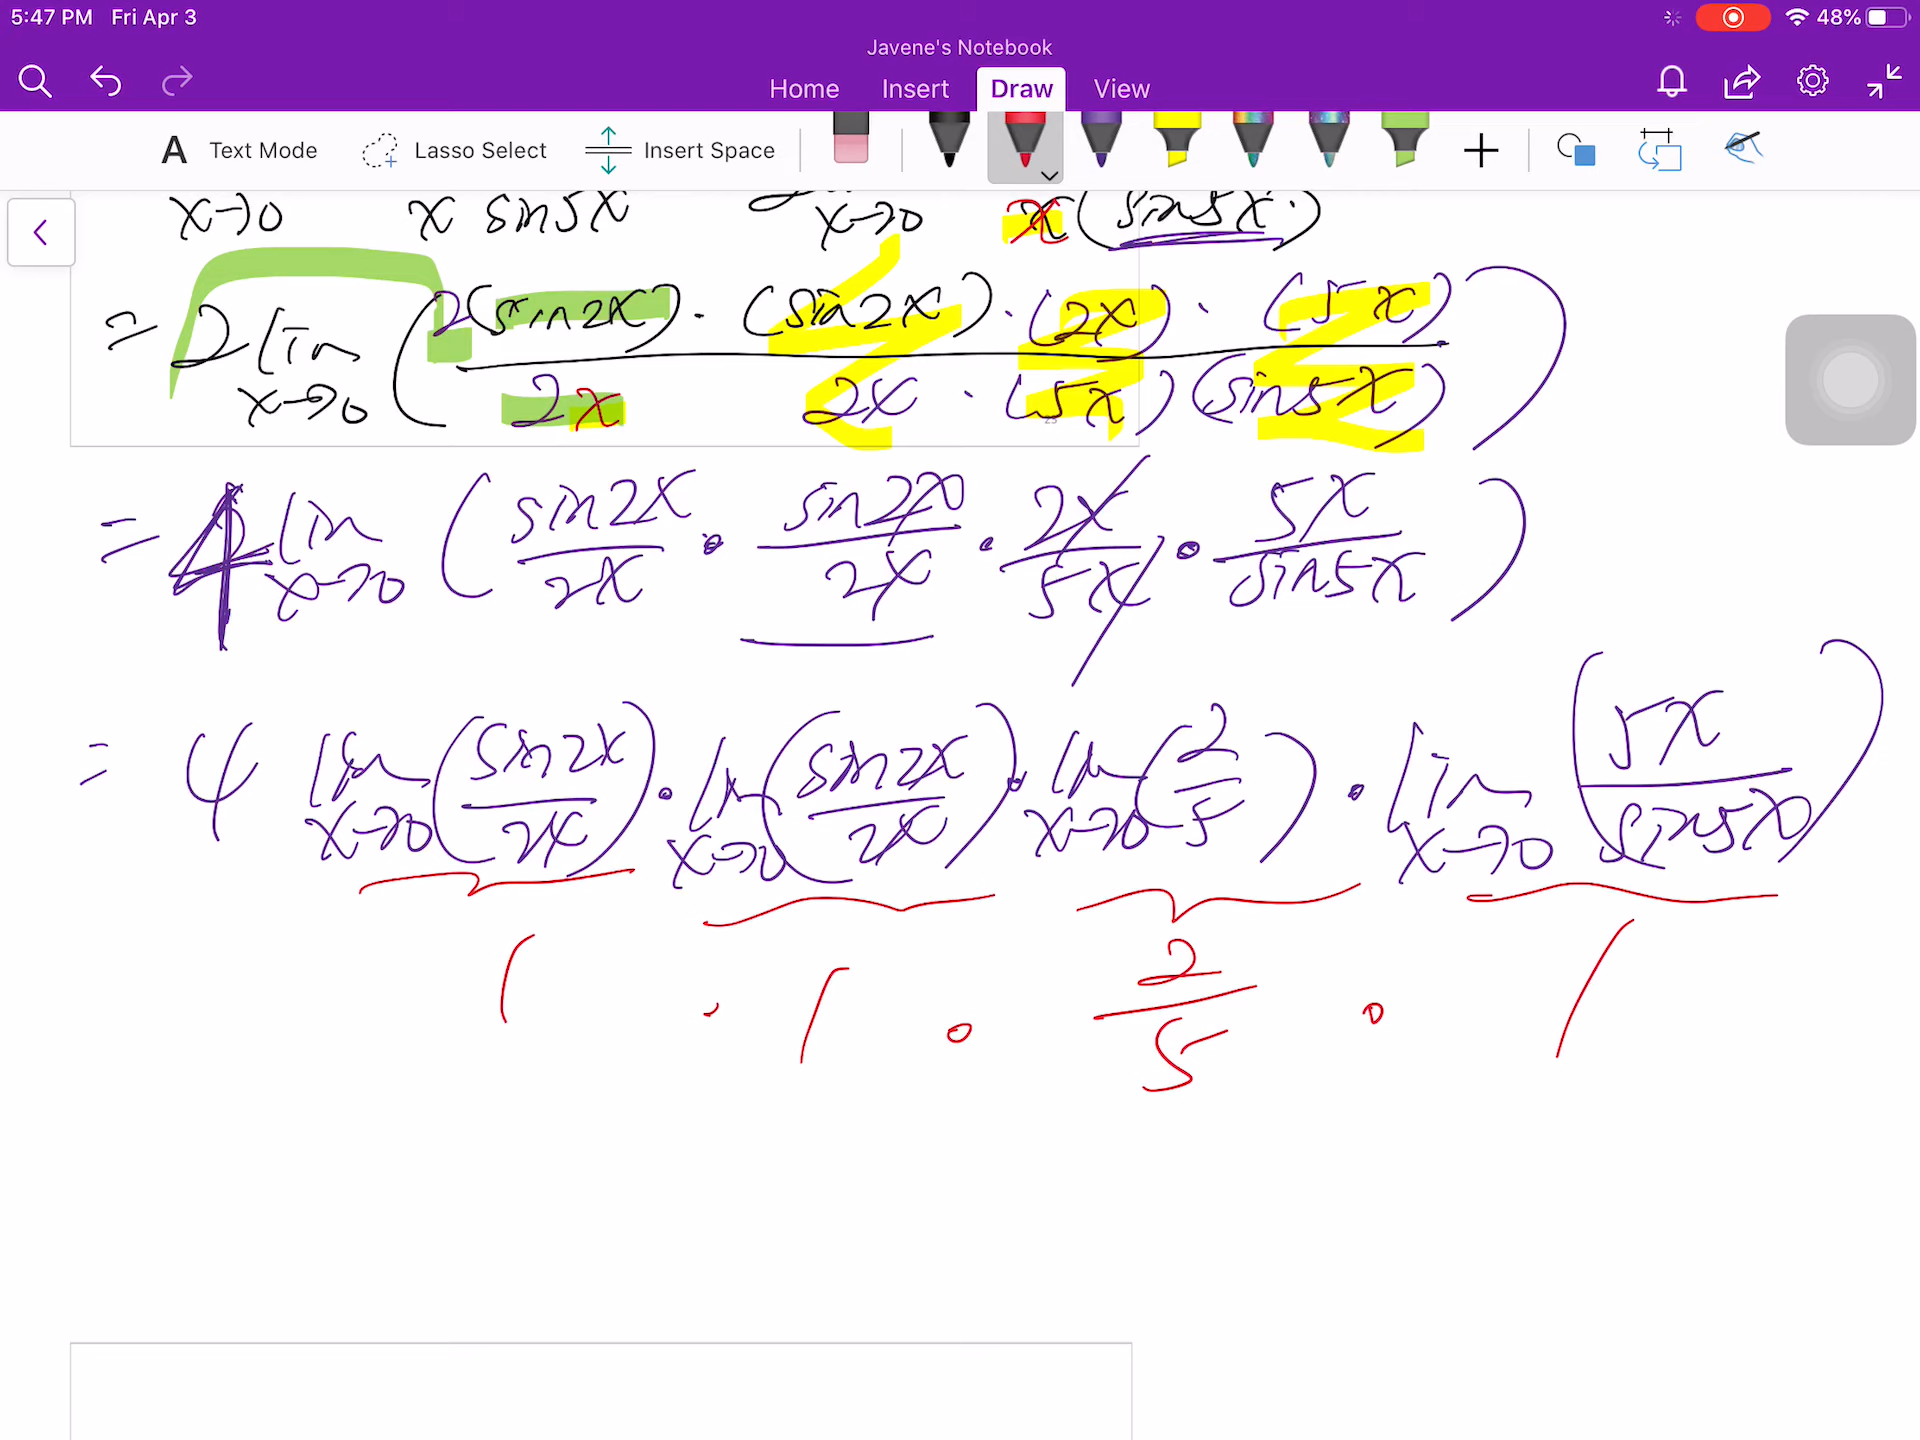 5:47 PM Fri Apr 3 48%
Javene's Notebook
Home Insert Draw View
A Text Mode Lasso Select Insert Space
x→0 x sin5x x→0 x(sin5x)
= 2 lim x→0 ( 2(sin2x) · (sin2x) · (2x) · (5x) / 2x 2x · (5x) (sin5x) )
= 4 lim x→0 ( sin2x/2x · sin2x/2x · 2x/5x · 5x/sin5x )
= 4 lim x→0 (sin2x/2x) · lim x→0 (sin2x/2x) · lim x→0 (2/5) · lim x→0 (5x/sin5x)
1 · 1 · 2/5 · 1